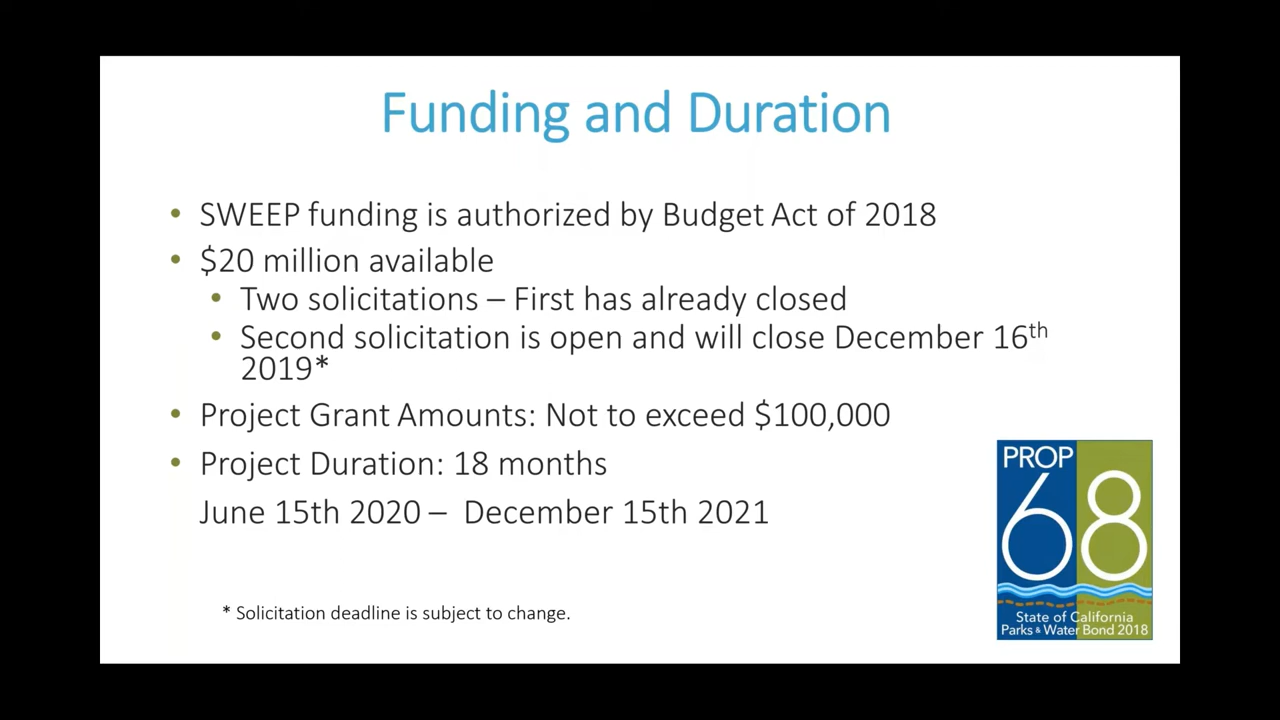 Funding and Duration
• SWEEP funding is authorized by Budget Act of 2018
• $20 million available
• Two solicitations – First has already closed
• Second solicitation is open and will close December 16th
2019*
• Project Grant Amounts: Not to exceed $100,000
• Project Duration: 18 months
June 15th 2020 – December 15th 2021
* Solicitation deadline is subject to change.
PROP
68
State of California
Parks & Water Bond 2018